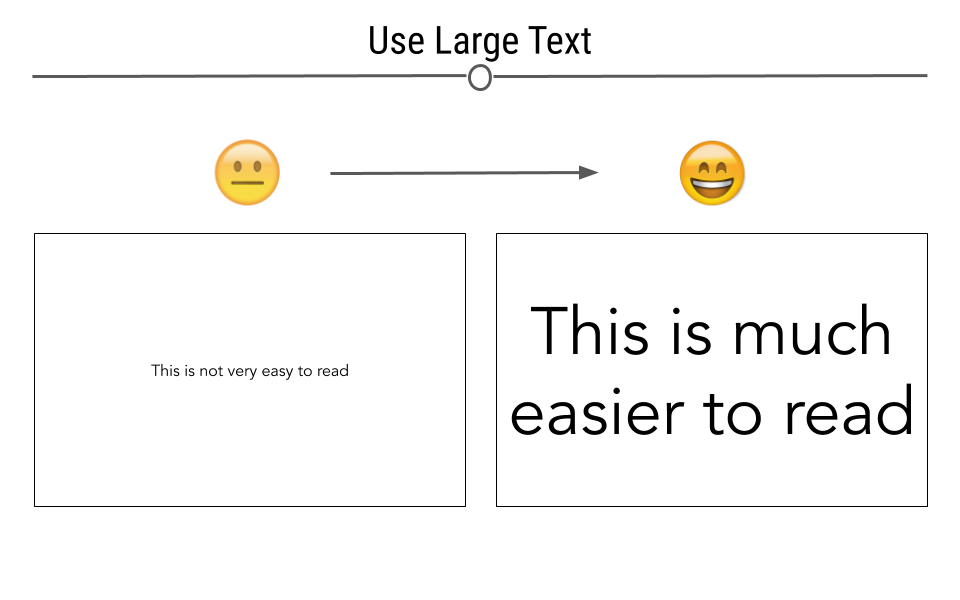 Use Large Text
This is not very easy to read
This is much
easier to read